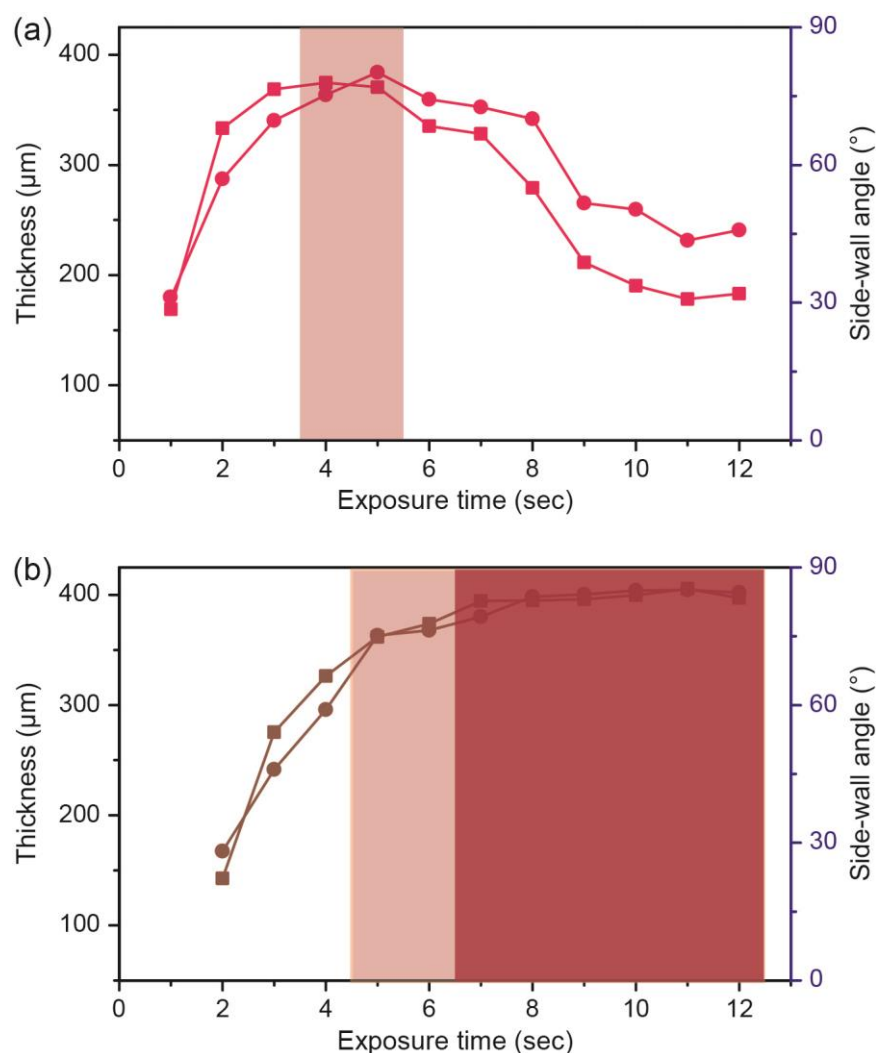 (a)
400
300
200
100
Thickness (μm)
90
60
30
0
Side-wall angle (°)
0 2 4 6 8 10 12
Exposure time (sec)
(b)
400
300
200
100
Thickness (μm)
90
60
30
0
Side-wall angle (°)
0 2 4 6 8 10 12
Exposure time (sec)